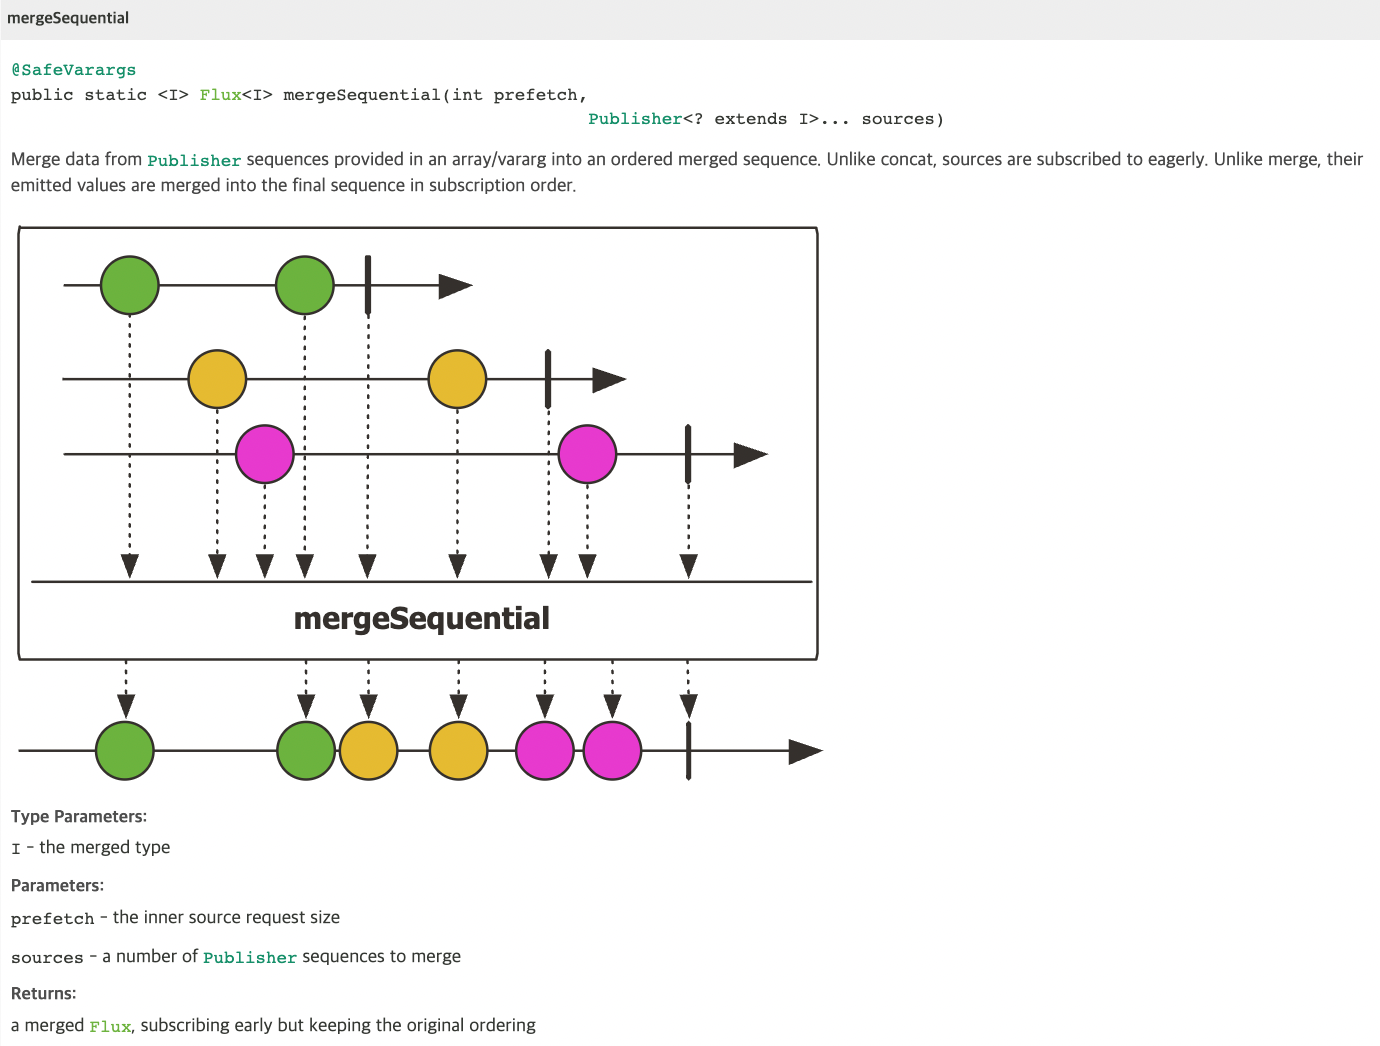 mergeSequential
@SafeVarargs
public static <I> Flux<I> mergeSequential(int prefetch,
Publisher<? extends I>... sources)
Merge data from Publisher sequences provided in an array/vararg into an ordered merged sequence. Unlike concat, sources are subscribed to eagerly. Unlike merge, their
emitted values are merged into the final sequence in subscription order.
mergeSequential
Type Parameters:
I - the merged type
Parameters:
prefetch - the inner source request size
sources - a number of Publisher sequences to merge
Returns:
a merged Flux, subscribing early but keeping the original ordering